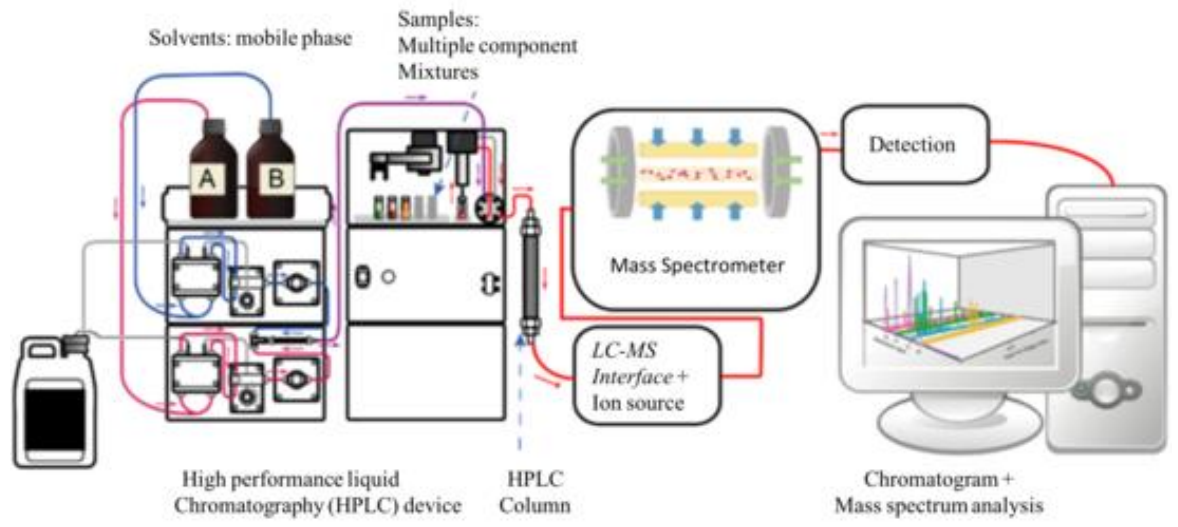 Solvents: mobile phase
Samples:
Multiple component
Mixtures
A
B
Mass Spectrometer
Detection
LC-MS
Interface +
Ion source
High performance liquid
Chromatography (HPLC) device
HPLC
Column
Chromatogram +
Mass spectrum analysis